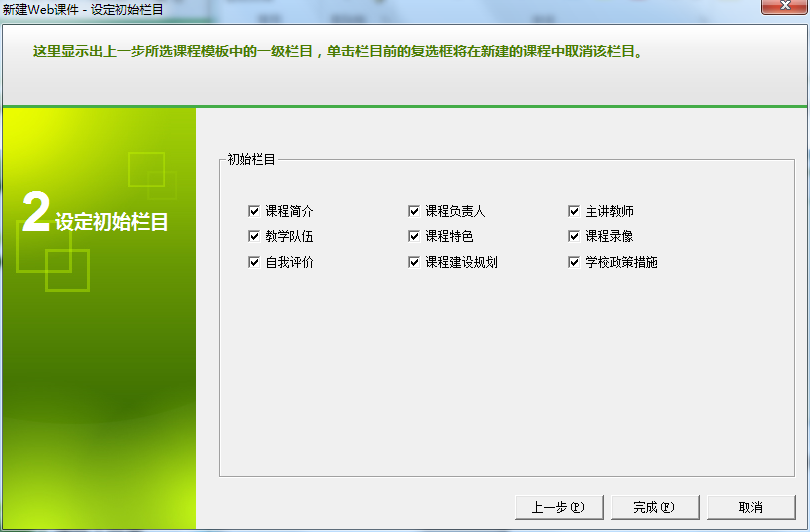 新建Web课件 - 设定初始栏目
这里显示出上一步所选课程模板中的一级栏目，单击栏目前的复选框将在新建的课程中取消该栏目。
2 设定初始栏目
初始栏目
课程简介 课程负责人 主讲教师
教学队伍 课程特色 课程录像
自我评价 课程建设规划 学校政策措施
上一步(P) 完成(F) 取消